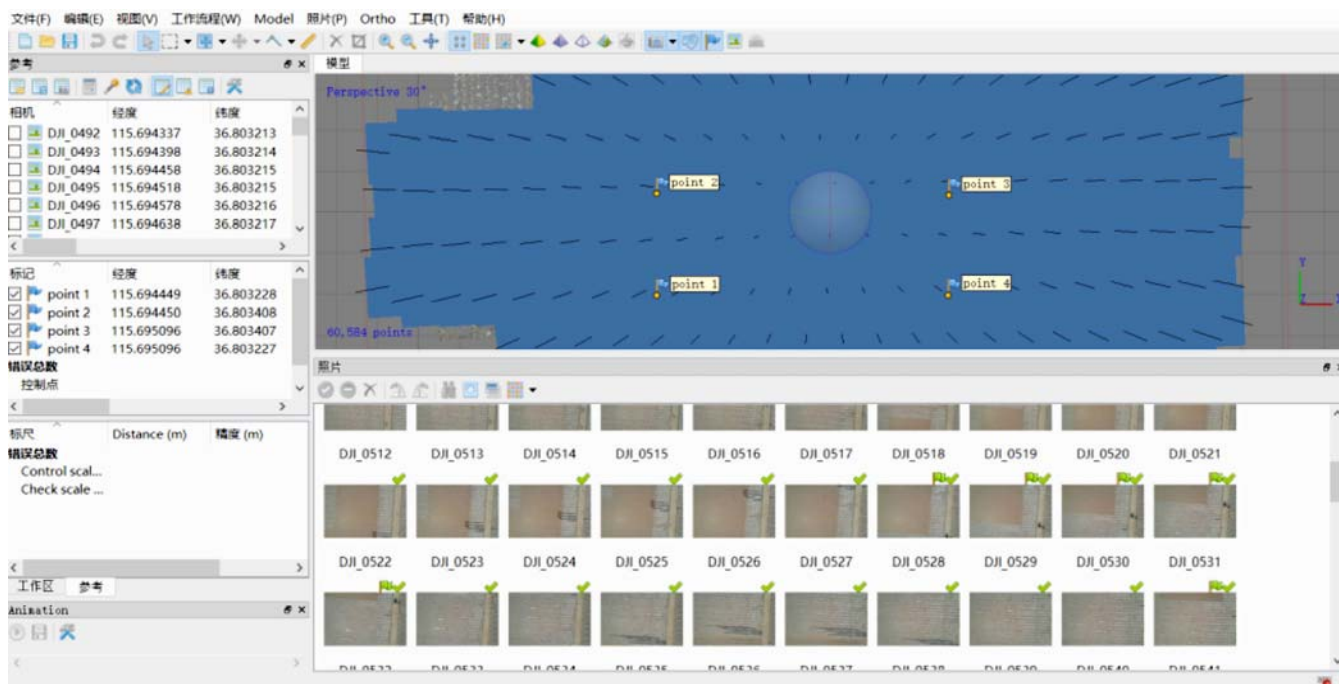 文件(F) 编辑(E) 视图(V) 工作流程(W) Model 照片(P) Ortho 工具(T) 帮助(H)
参考
相机 经度 纬度
DJI_0492 115.694337 36.803213
DJI_0493 115.694398 36.803214
DJI_0494 115.694458 36.803215
DJI_0495 115.694518 36.803215
DJI_0496 115.694578 36.803216
DJI_0497 115.694638 36.803217
标记 经度 纬度
point 1 115.694449 36.803228
point 2 115.694450 36.803408
point 3 115.695096 36.803407
point 4 115.695096 36.803227
错误总数
控制点
标尺 Distance (m) 精度 (m)
错误总数
Control scal...
Check scale ...
工作区 参考
Animation
模型
Perspective 30°
point 2
point 3
point 1
point 4
60,584 points
Y
Z
照片
DJI_0512 DJI_0513 DJI_0514 DJI_0515 DJI_0516 DJI_0517 DJI_0518 DJI_0519 DJI_0520 DJI_0521
DJI_0522 DJI_0523 DJI_0524 DJI_0525 DJI_0526 DJI_0527 DJI_0528 DJI_0529 DJI_0530 DJI_0531